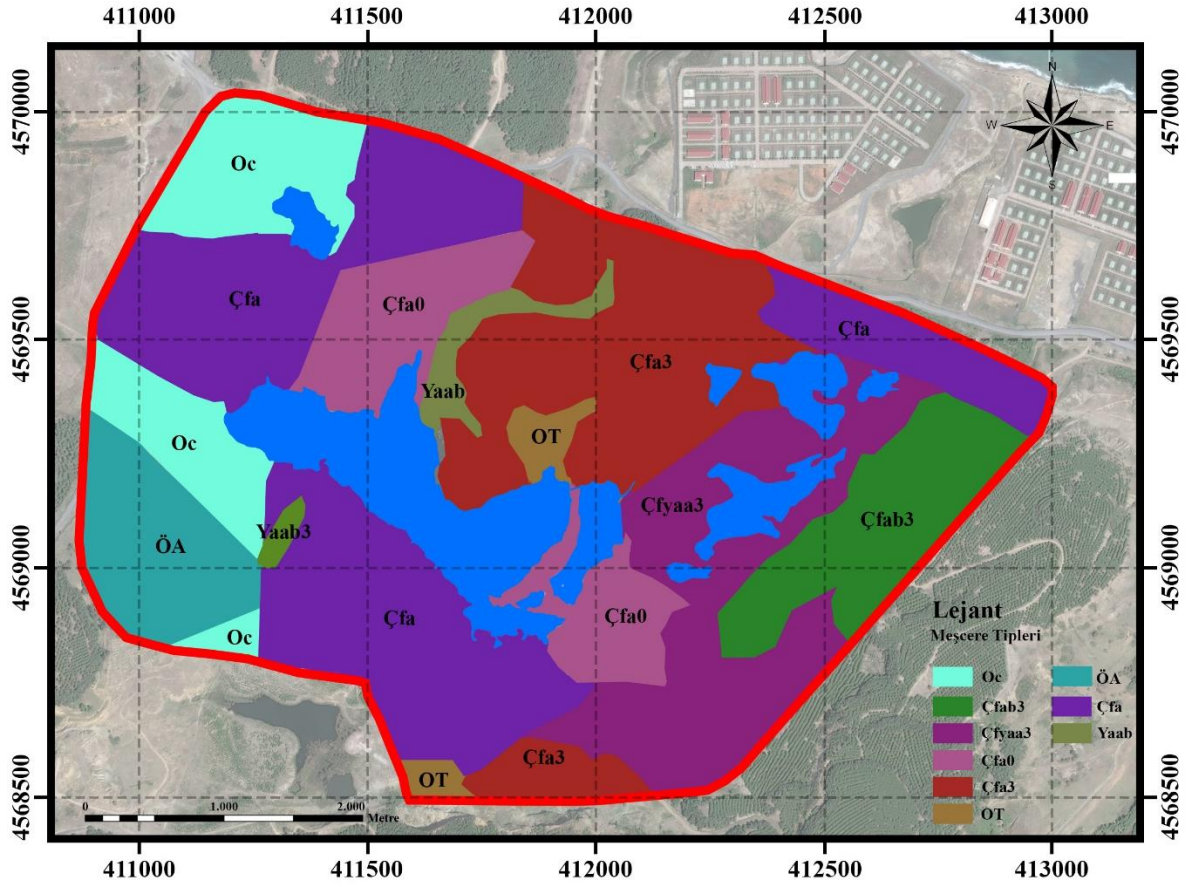 411000 411500 412000 412500 413000
4570000
4570000
N
W E
S
Oc
Çfa
Çfa0
4569500
4569500
Çfa
Çfa3
Yaab
OT
Oc
Çfyaa3
Çfab3
Yaab3
ÖA
4569000
4569000
Çfa
Çfa0
Oc
Lejant
Meşcere Tipleri
Oc ÖA
Çfab3 Çfa
Çfyaa3 Yaab
Çfa0
Çfa3
OT
Çfa3
OT
4568500
4568500
0 1.000 2.000
Metre
411000 411500 412000 412500 413000